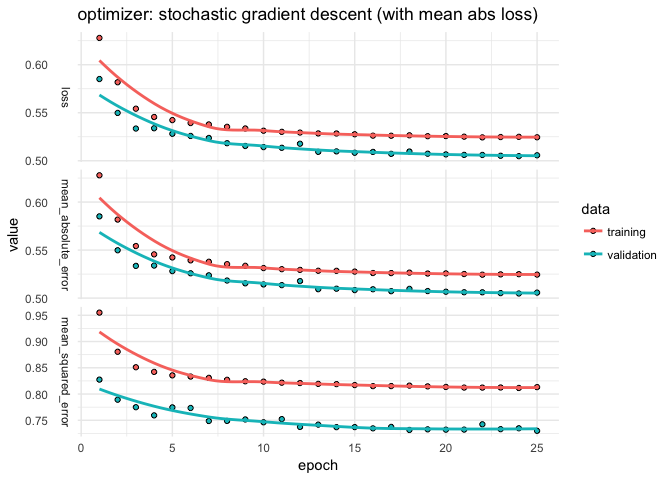 optimizer: stochastic gradient descent (with mean abs loss)
0.60
0.55
0.50
loss
0.60
0.55
0.50
mean_absolute_error
0.95
0.90
0.85
0.80
0.75
mean_squared_error
value
0 5 10 15 20 25
epoch
data
training
validation